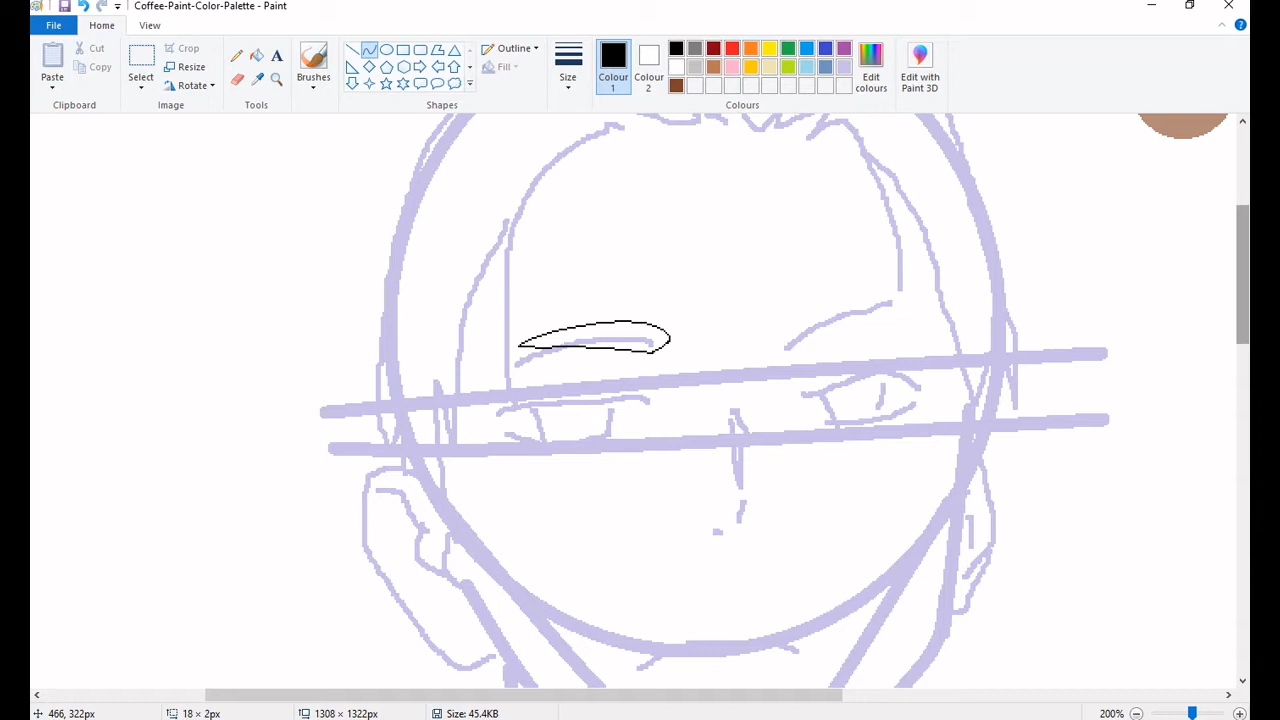 Coffee-Paint-Color-Palette - Paint
File Home View
Paste Cut Copy
Clipboard
Select Crop Resize Rotate
Image
A
Tools
Brushes
Outline Fill
Shapes
Size
Colour 1
Colour 2
Edit colours
Colours
Edit with Paint 3D
466, 322px 18 × 2px 1308 × 1322px Size: 45.4KB 200%